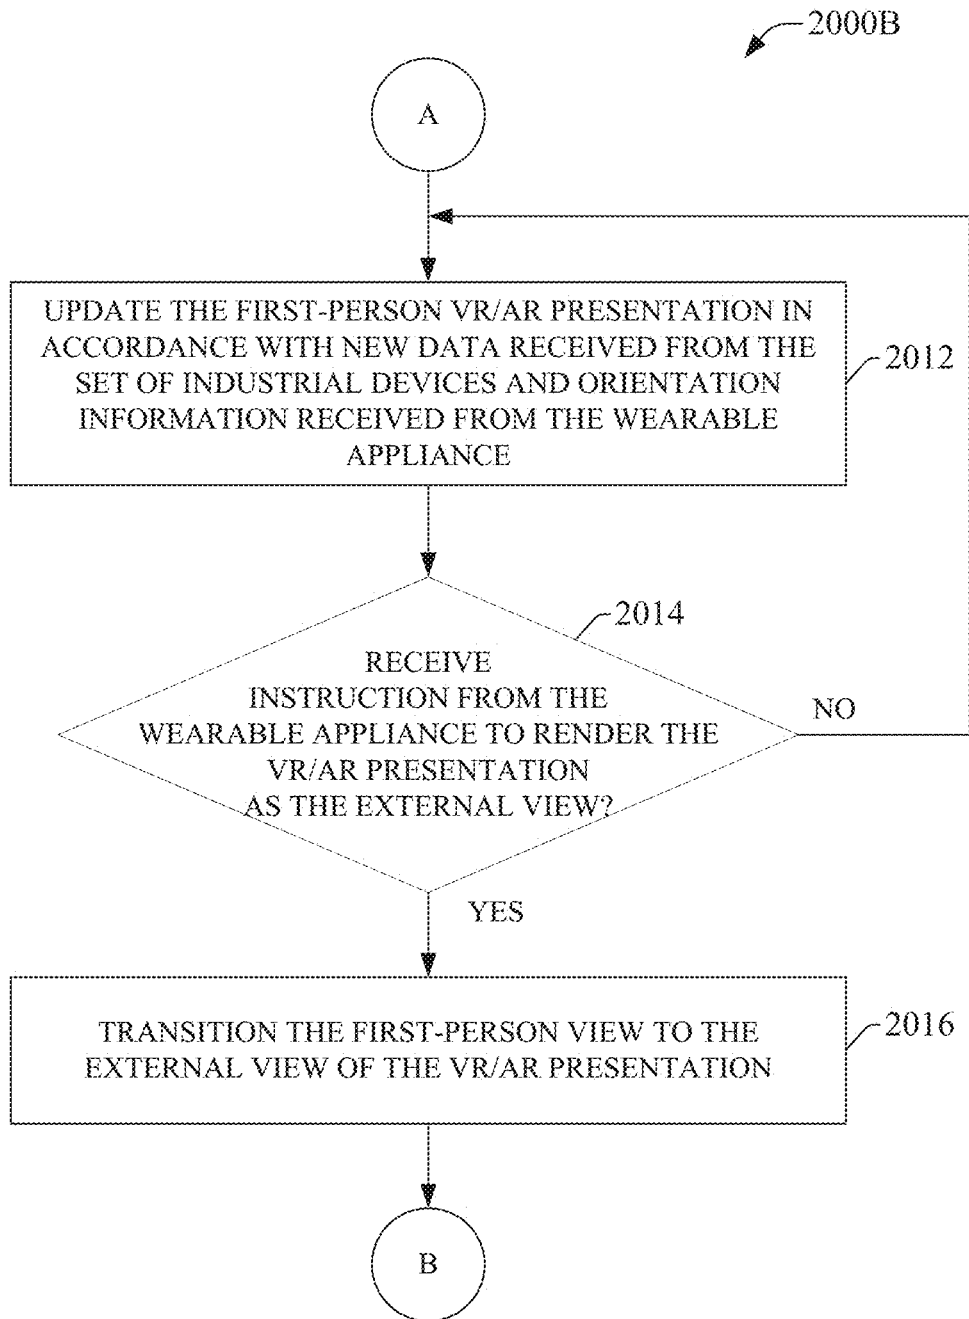 2000B
A
UPDATE THE FIRST-PERSON VR/AR PRESENTATION IN
ACCORDANCE WITH NEW DATA RECEIVED FROM THE
SET OF INDUSTRIAL DEVICES AND ORIENTATION
INFORMATION RECEIVED FROM THE WEARABLE
APPLIANCE
2012
2014
RECEIVE
INSTRUCTION FROM THE
WEARABLE APPLIANCE TO RENDER THE
VR/AR PRESENTATION
AS THE EXTERNAL VIEW?
NO
YES
TRANSITION THE FIRST-PERSON VIEW TO THE
EXTERNAL VIEW OF THE VR/AR PRESENTATION
2016
B